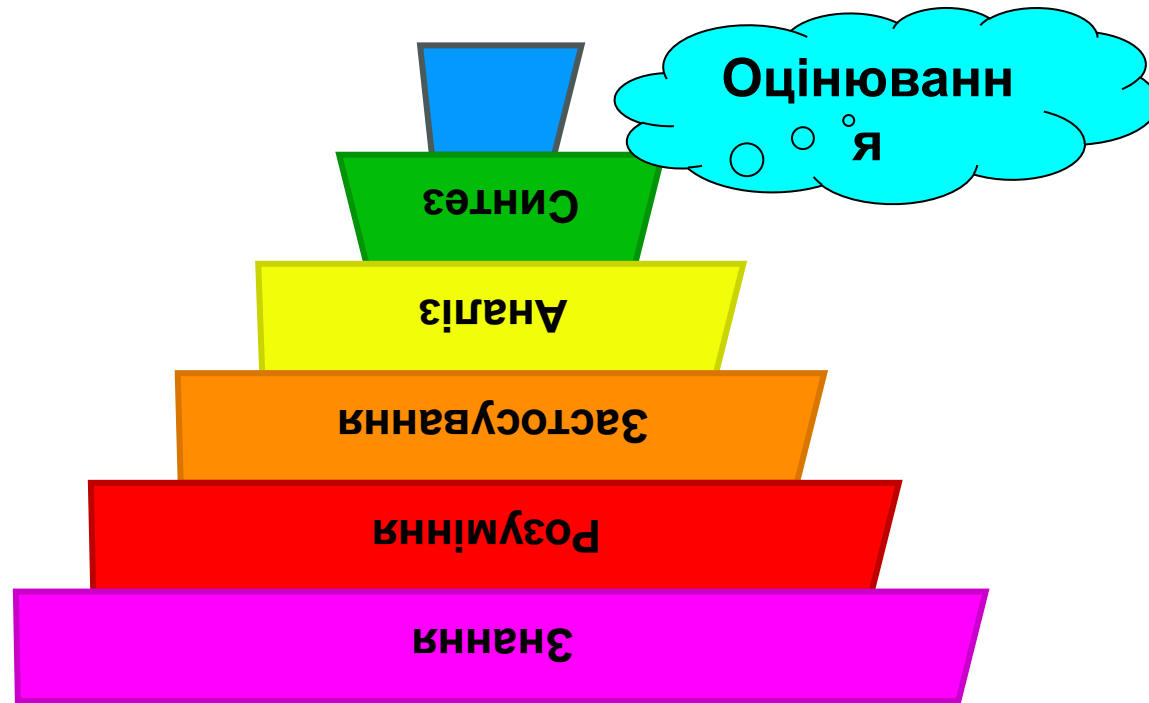 Оцінюванн
я
Синтез
Аналіз
Застосування
Розуміння
Знання